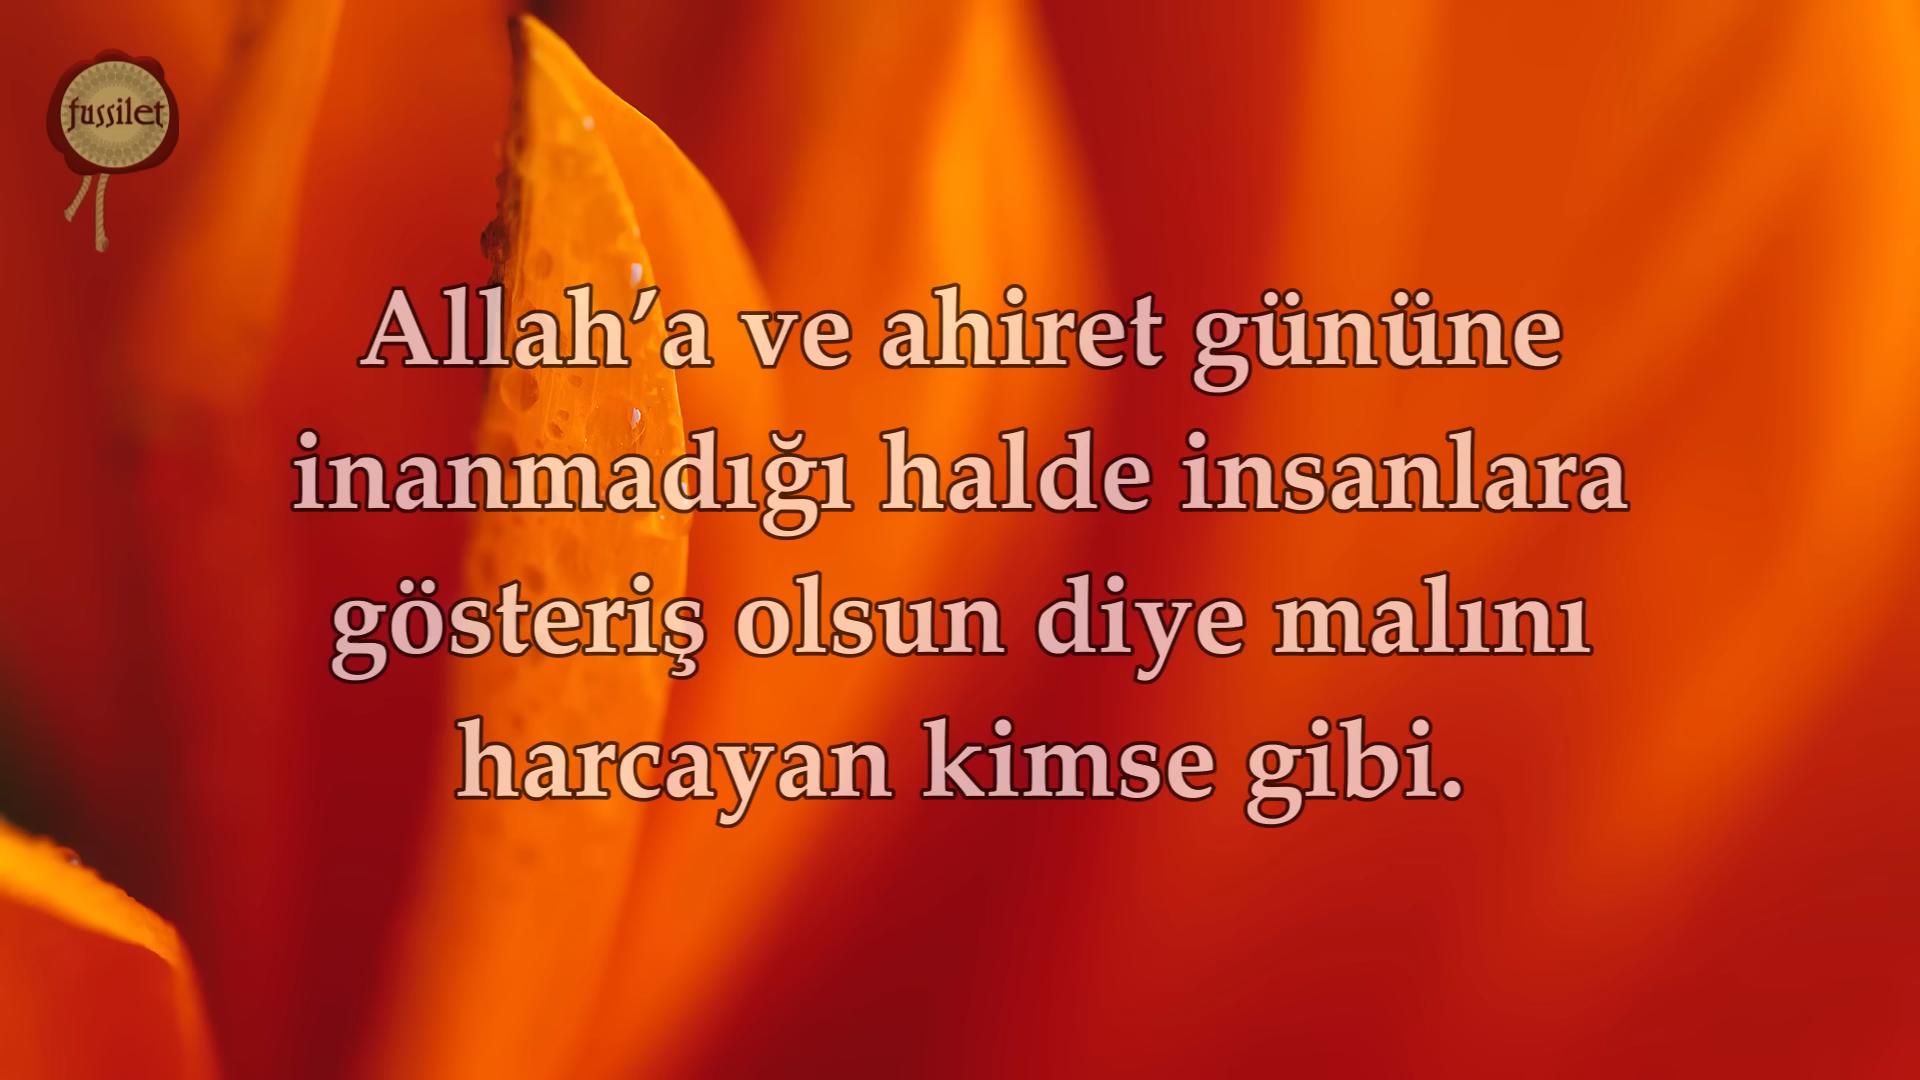 fussilet
Allah’a ve ahiret gününe
inanmadığı halde insanlara
gösteriş olsun diye malını
harcayan kimse gibi.